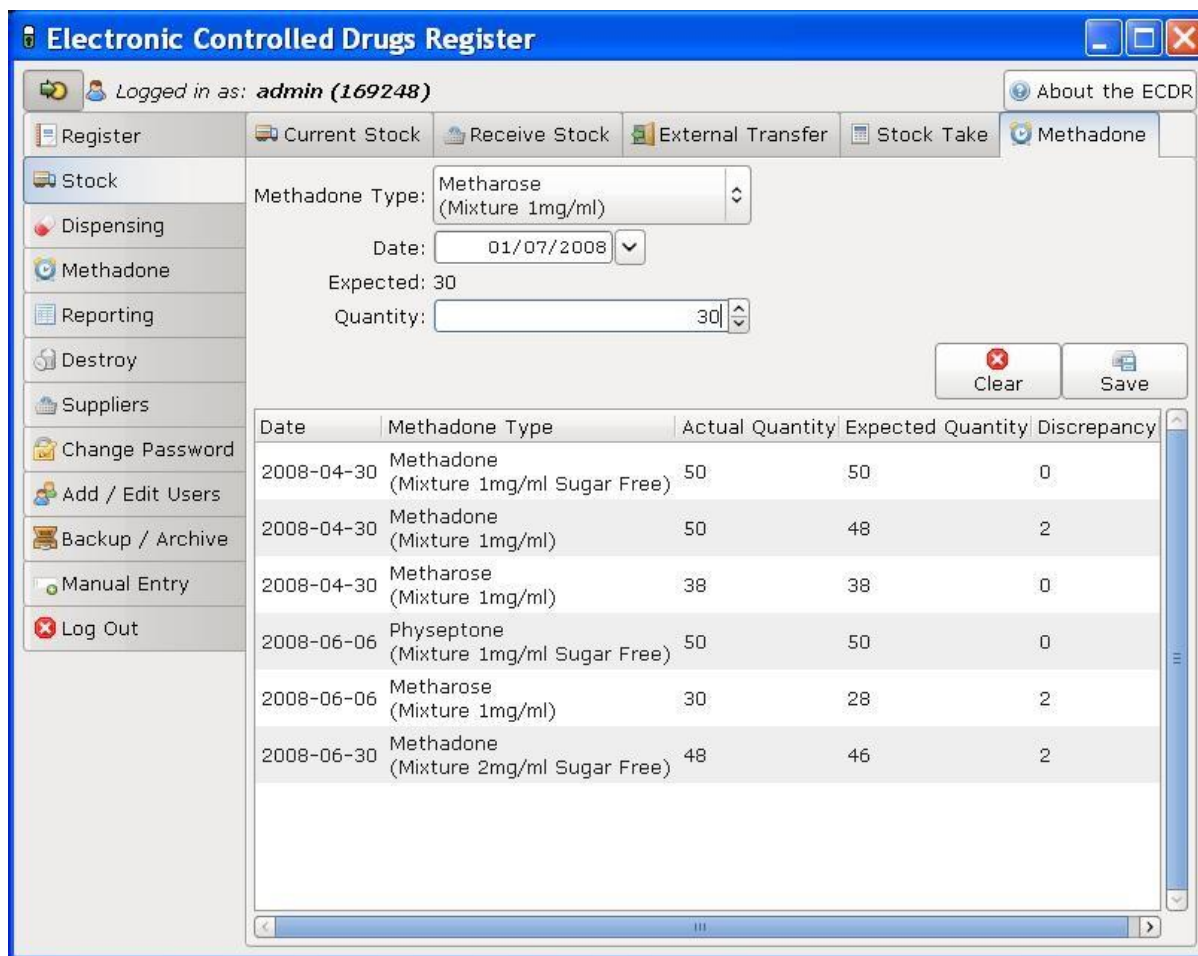 Electronic Controlled Drugs Register
Logged in as: admin (169248)
About the ECDR
Register
Stock
Dispensing
Methadone
Reporting
Destroy
Suppliers
Change Password
Add / Edit Users
Backup / Archive
Manual Entry
Log Out
Current Stock Receive Stock External Transfer Stock Take Methadone
Methadone Type: Metharose
(Mixture 1mg/ml)
Date: 01/07/2008
Expected: 30
Quantity: 30
Clear Save
Date Methadone Type Actual Quantity Expected Quantity Discrepancy
2008-04-30 Methadone
(Mixture 1mg/ml Sugar Free) 50 50 0
2008-04-30 Methadone
(Mixture 1mg/ml) 50 48 2
2008-04-30 Metharose
(Mixture 1mg/ml) 38 38 0
2008-06-06 Physeptone
(Mixture 1mg/ml Sugar Free) 50 50 0
2008-06-06 Metharose
(Mixture 1mg/ml) 30 28 2
2008-06-30 Methadone
(Mixture 2mg/ml Sugar Free) 48 46 2